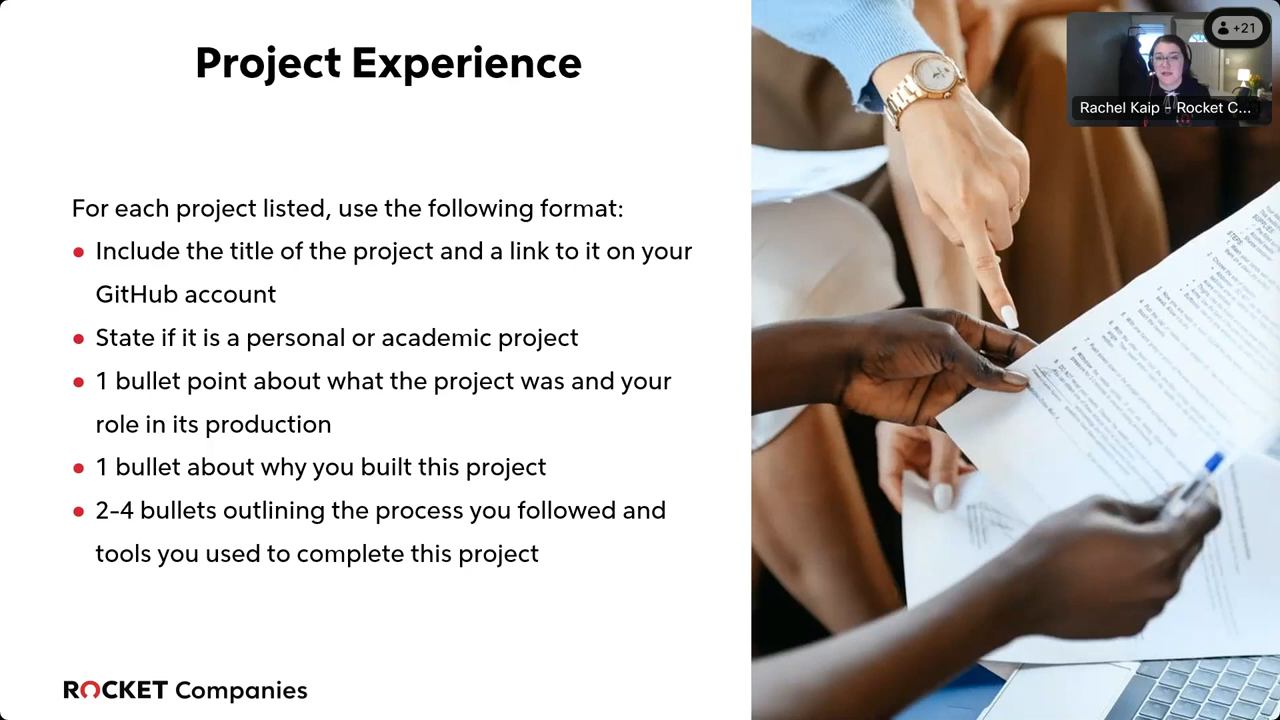 Project Experience
+21
Rachel Kaip - Rocket C...
For each project listed, use the following format:
● Include the title of the project and a link to it on your
GitHub account
● State if it is a personal or academic project
● 1 bullet point about what the project was and your
role in its production
● 1 bullet about why you built this project
● 2-4 bullets outlining the process you followed and
tools you used to complete this project
ROCKET Companies